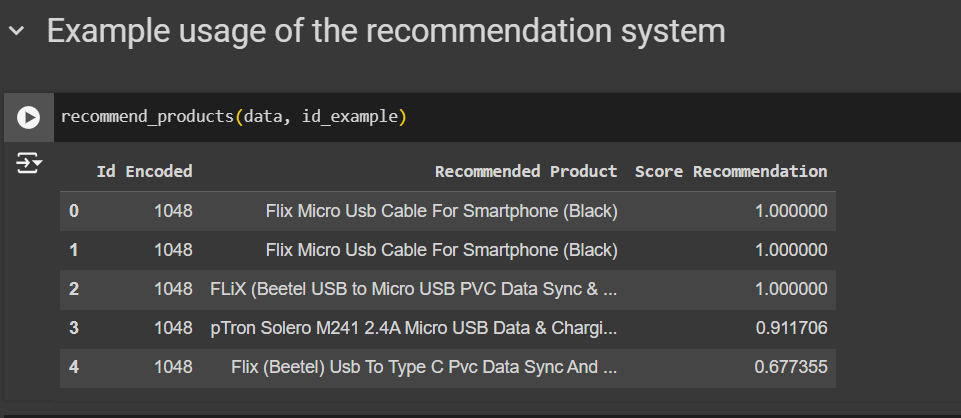 Example usage of the recommendation system
recommend_products(data, id_example)
Id Encoded Recommended Product Score Recommendation
0 1048 Flix Micro Usb Cable For Smartphone (Black) 1.000000
1 1048 Flix Micro Usb Cable For Smartphone (Black) 1.000000
2 1048 FLiX (Beetel USB to Micro USB PVC Data Sync & ... 1.000000
3 1048 pTron Solero M241 2.4A Micro USB Data & Chargi... 0.911706
4 1048 Flix (Beetel) Usb To Type C Pvc Data Sync And ... 0.677355